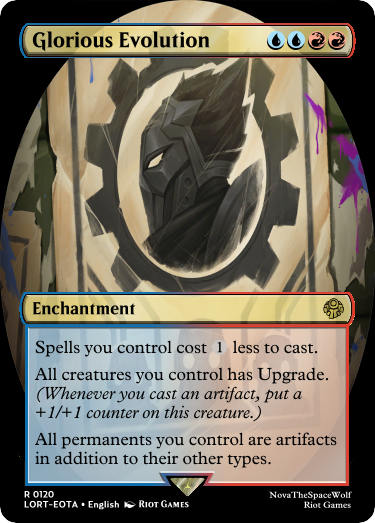 Glorious Evolution
Enchantment
Spells you control cost 1 less to cast.
All creatures you control has Upgrade.
(Whenever you cast an artifact, put a
+1/+1 counter on this creature.)
All permanents you control are artifacts
in addition to their other types.
R 0120
NovaTheSpaceWolf
LORT-EOTA • English Riot Games
Riot Games